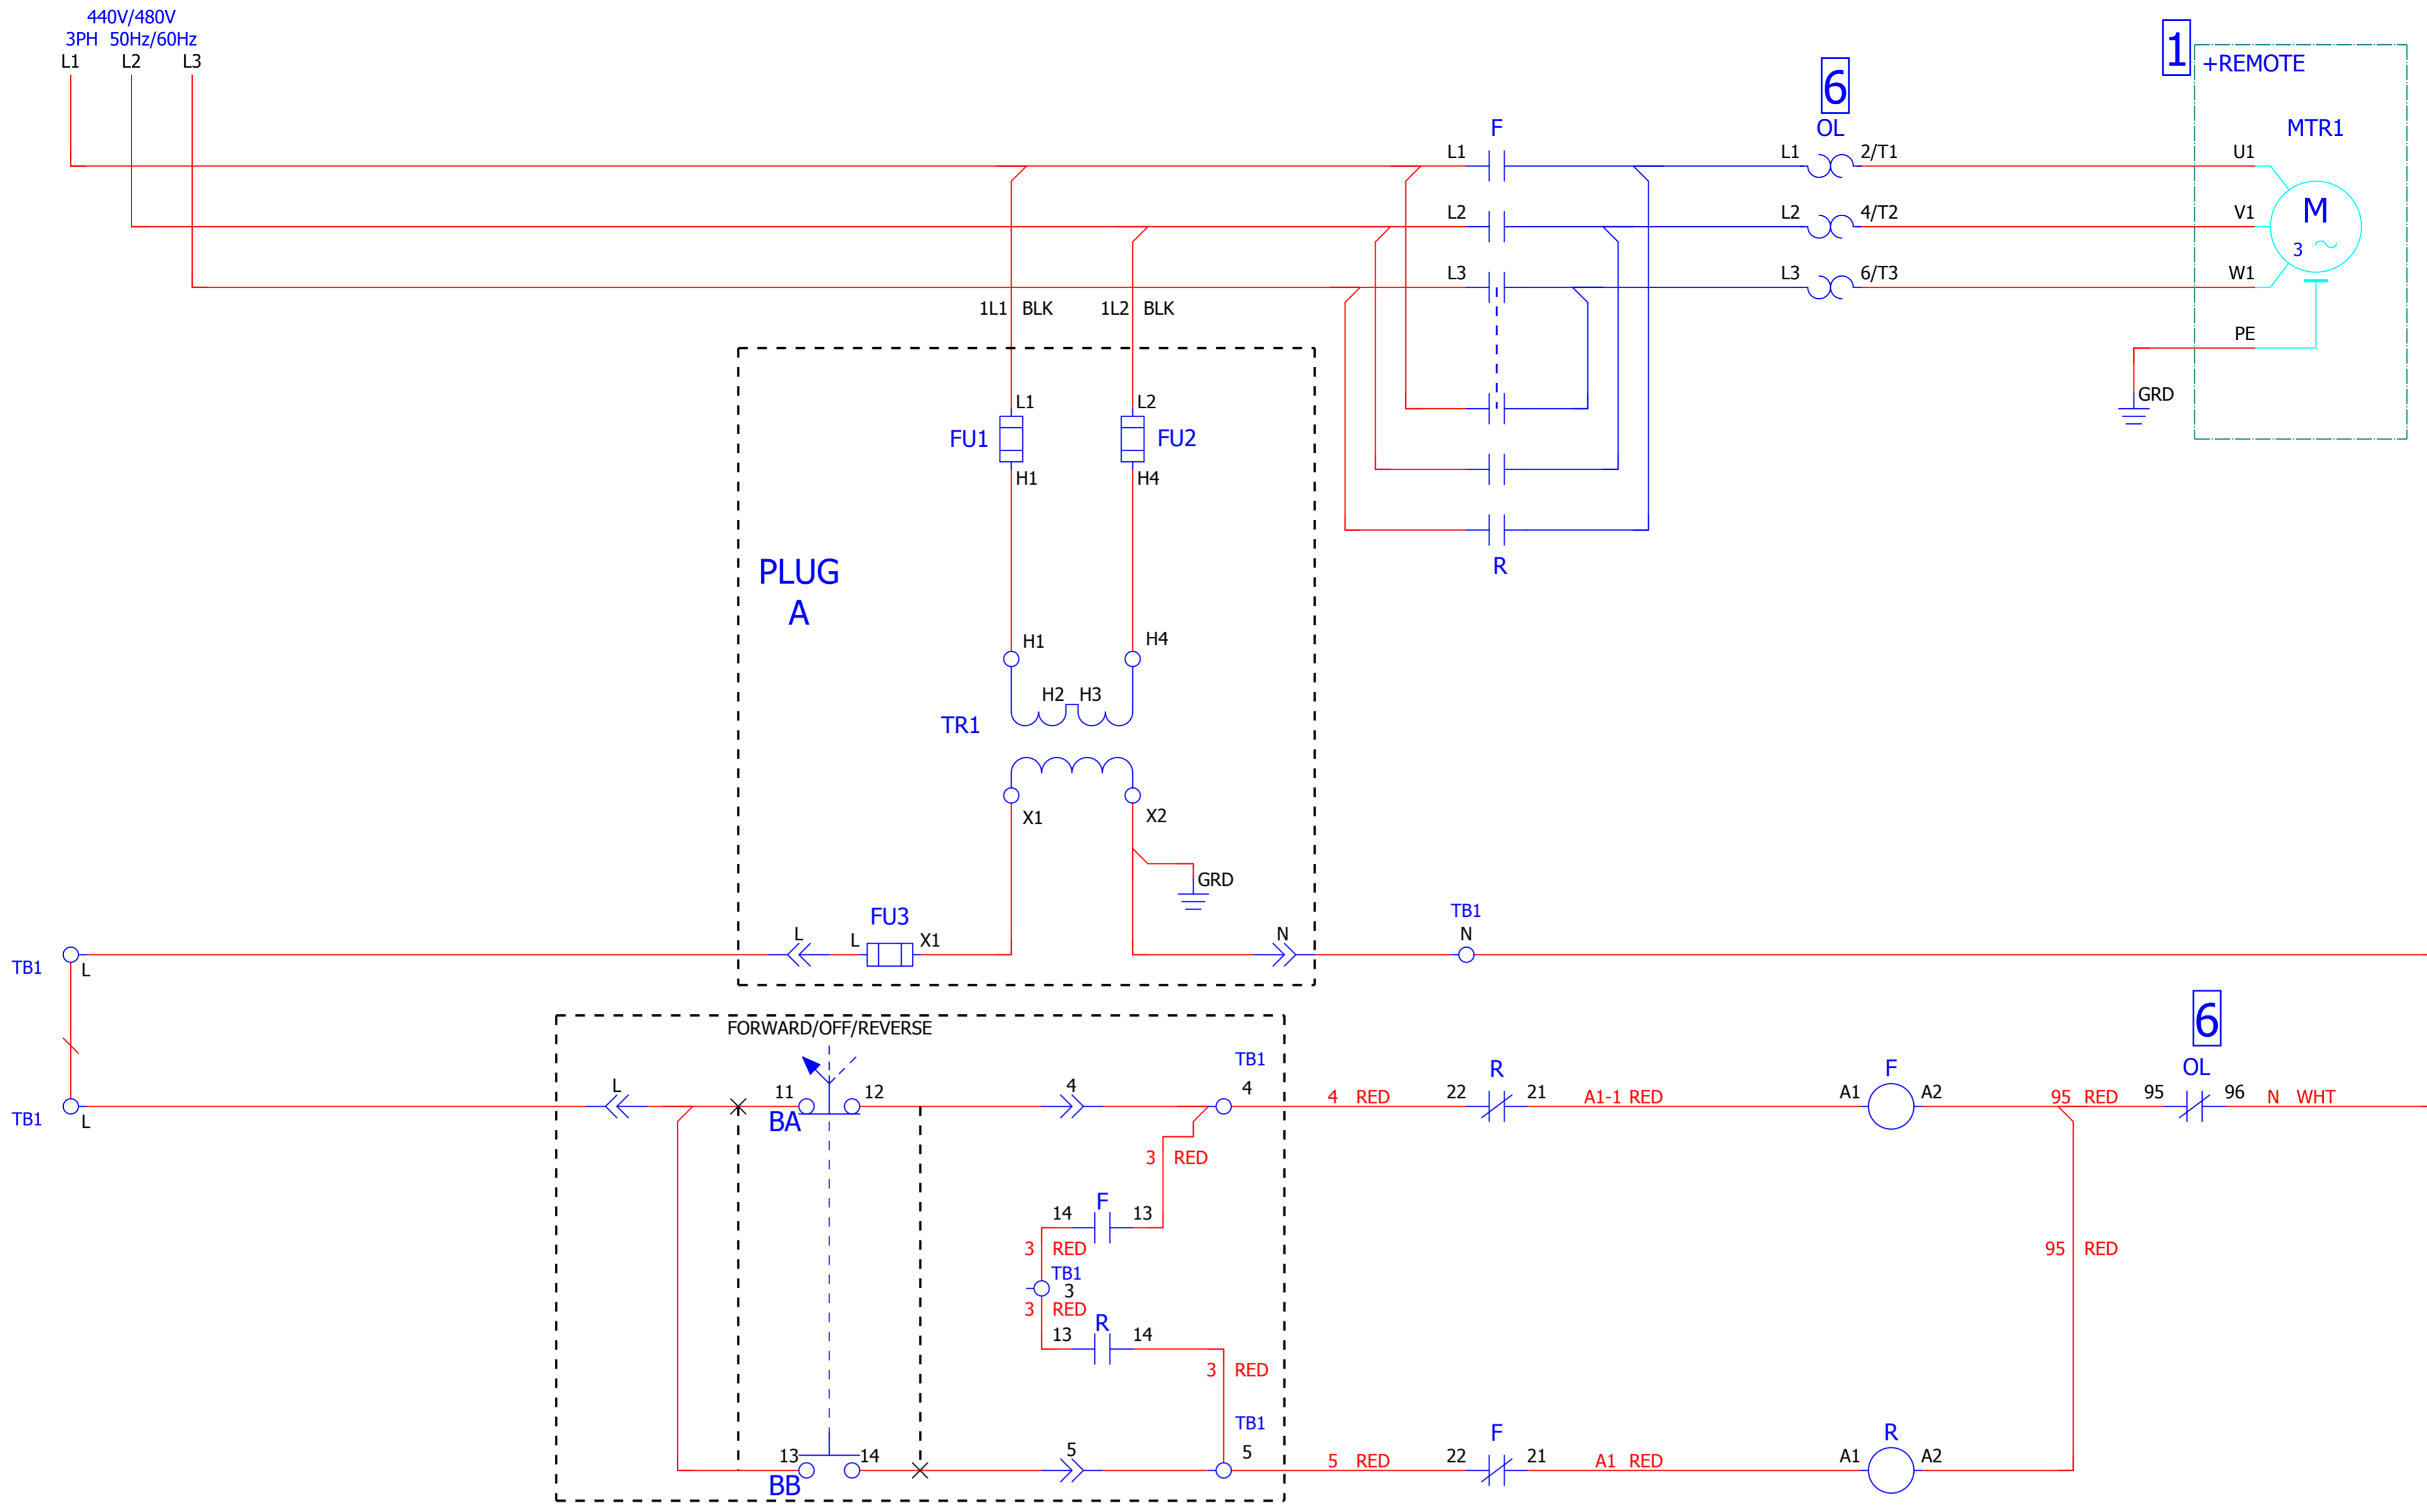 440V/480V
3PH 50Hz/60Hz
L1 L2 L3
1
+REMOTE
6
OL
F
MTR1
L1 L1 2/T1 U1
L2 L2 4/T2 V1
M
3
L3 L3 6/T3 W1
1L1 BLK 1L2 BLK
PE
GRD
L1 L2
FU1 FU2
H1 H4
R
PLUG
A
H1 H4
H2 H3
TR1
X1 X2
GRD
FU3
L L X1 N
TB1
N
TB1 L
6
OL
FORWARD/OFF/REVERSE
TB1
R F
L 11 12 4 4
4 RED 22 21 A1-1 RED A1 A2 95 RED 95 96 N WHT
TB1 L
BA
3 RED
F
14 13
3 RED
95 RED
TB1
3
3 RED
R
13 14
3 RED
TB1
F R
13 14 5 5
5 RED 22 21 A1 RED A1 A2
BB